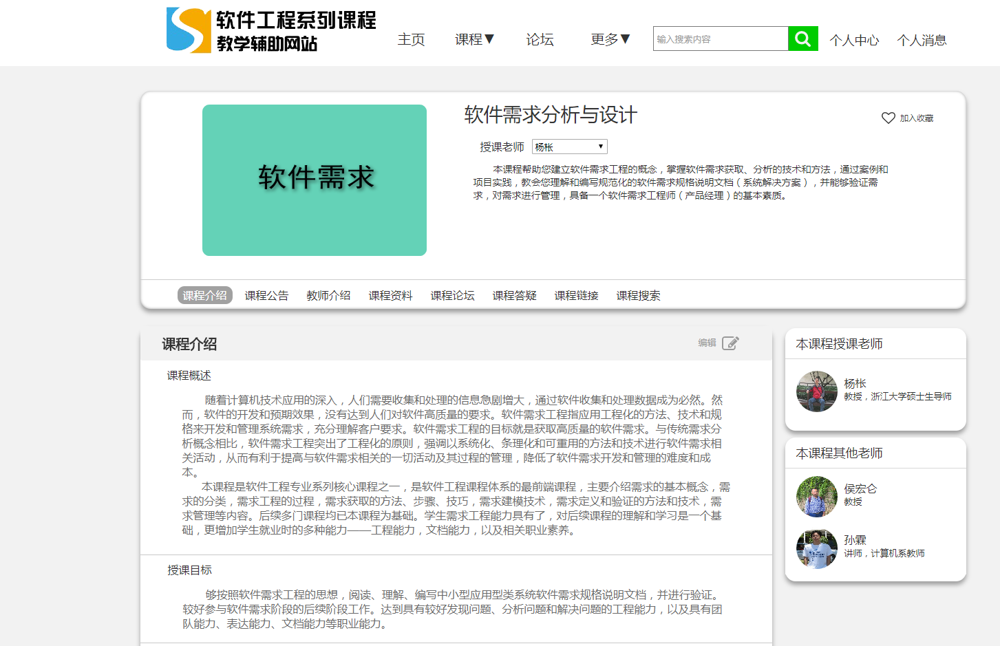 软件工程系列课程
教学辅助网站
主页 课程▼ 论坛 更多▼ 输入搜索内容 个人中心 个人消息
软件需求
软件需求分析与设计
加入收藏
授课老师 杨枨
本课程帮助您建立软件需求工程的概念，掌握软件需求获取、分析的技术和方法，通过案例和
项目实践，教会您理解和编写规范化的软件需求规格说明文档（系统解决方案），并能够验证需
求，对需求进行管理，具备一个软件需求工程师（产品经理）的基本素质。
课程介绍 课程公告 教师介绍 课程资料 课程论坛 课程答疑 课程链接 课程搜索
课程介绍
编辑
课程概述
随着计算机技术应用的深入，人们需要收集和处理的信息急剧增大，通过软件收集和处理数据成为必然。然
而，软件的开发和预期效果，没有达到人们对软件高质量的要求。软件需求工程指应用工程化的方法、技术和规
格来开发和管理系统需求，充分理解客户要求。软件需求工程的目标就是获取高质量的软件需求。与传统需求分
析概念相比，软件需求工程突出了工程化的原则，强调以系统化、条理化和可重用的方法和技术进行软件需求相
关活动，从而有利于提高与软件需求相关的一切活动及其过程的管理，降低了软件需求开发和管理的难度和成
本。
本课程是软件工程专业系列核心课程之一，是软件工程课程体系的最前端课程，主要介绍需求的基本概念，需
求的分类，需求工程的过程，需求获取的方法、步骤、技巧，需求建模技术，需求定义和验证的方法和技术，需
求管理等内容。后续多门课程均已本课程为基础。学生需求工程能力具有了，对后续课程的理解和学习是一个基
础，更增加学生就业时的多种能力——工程能力，文档能力，以及相关职业素养。
授课目标
够按照软件需求工程的思想，阅读、理解、编写中小型应用型类系统软件需求规格说明文档，并进行验证。
较好参与软件需求阶段的后续阶段工作。达到具有较好发现问题、分析问题和解决问题的工程能力，以及具有团
队能力、表达能力、文档能力等职业能力。
本课程授课老师
杨枨
教授，浙江大学硕士生导师
本课程其他老师
侯宏仑
教授
孙霖
讲师，计算机系教师